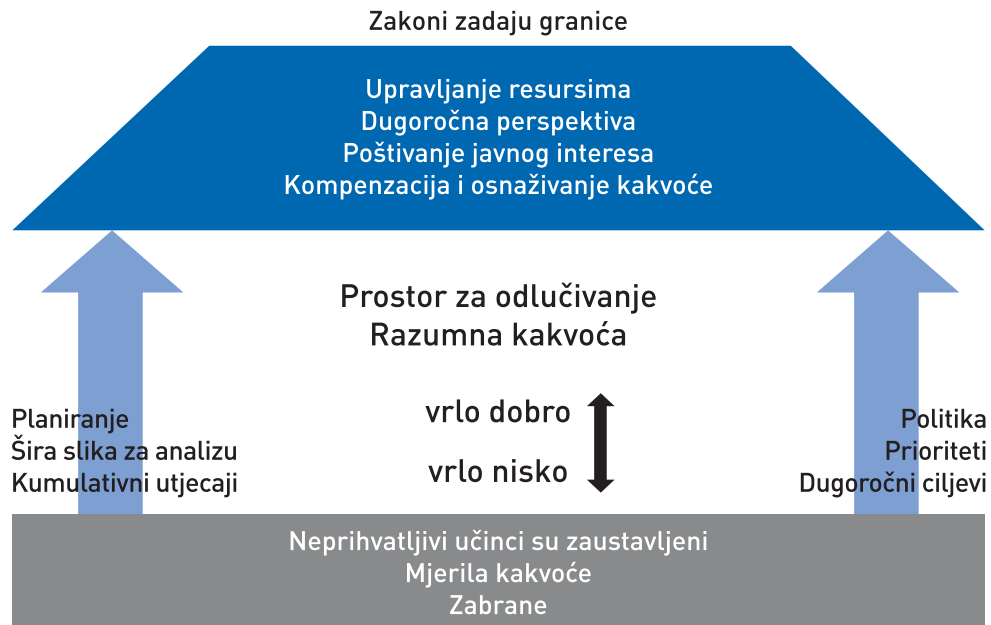 Zakoni zadaju granice
Upravljanje resursima
Dugoročna perspektiva
Poštivanje javnog interesa
Kompenzacija i osnaživanje kakvoće
Prostor za odlučivanje
Razumna kakvoća
vrlo dobro
vrlo nisko
Planiranje
Šira slika za analizu
Kumulativni utjecaji
Politika
Prioriteti
Dugoročni ciljevi
Neprihvatljivi učinci su zaustavljeni
Mjerila kakvoće
Zabrane